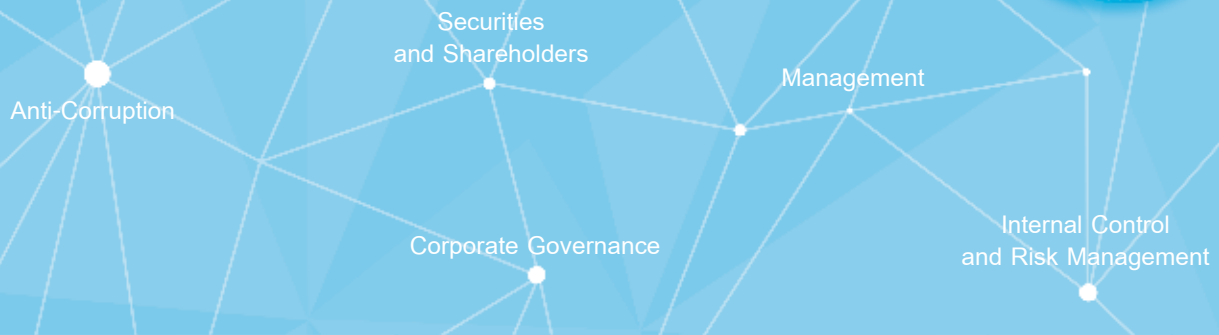 Securities
and Shareholders
Management
Anti-Corruption
Corporate Governance
Internal Control
and Risk Management